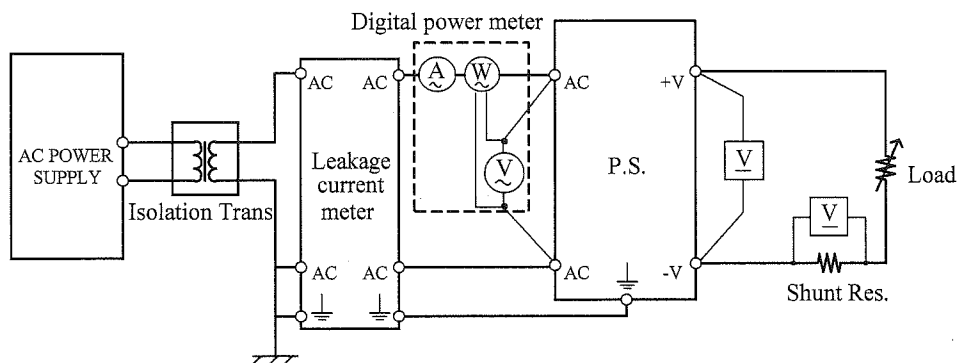 Digital power meter
AC POWER
SUPPLY
Isolation Trans
AC
AC
Leakage
current
meter
AC
AC
A
W
V
AC
P.S.
AC
+V
-V
V
Load
V
Shunt Res.